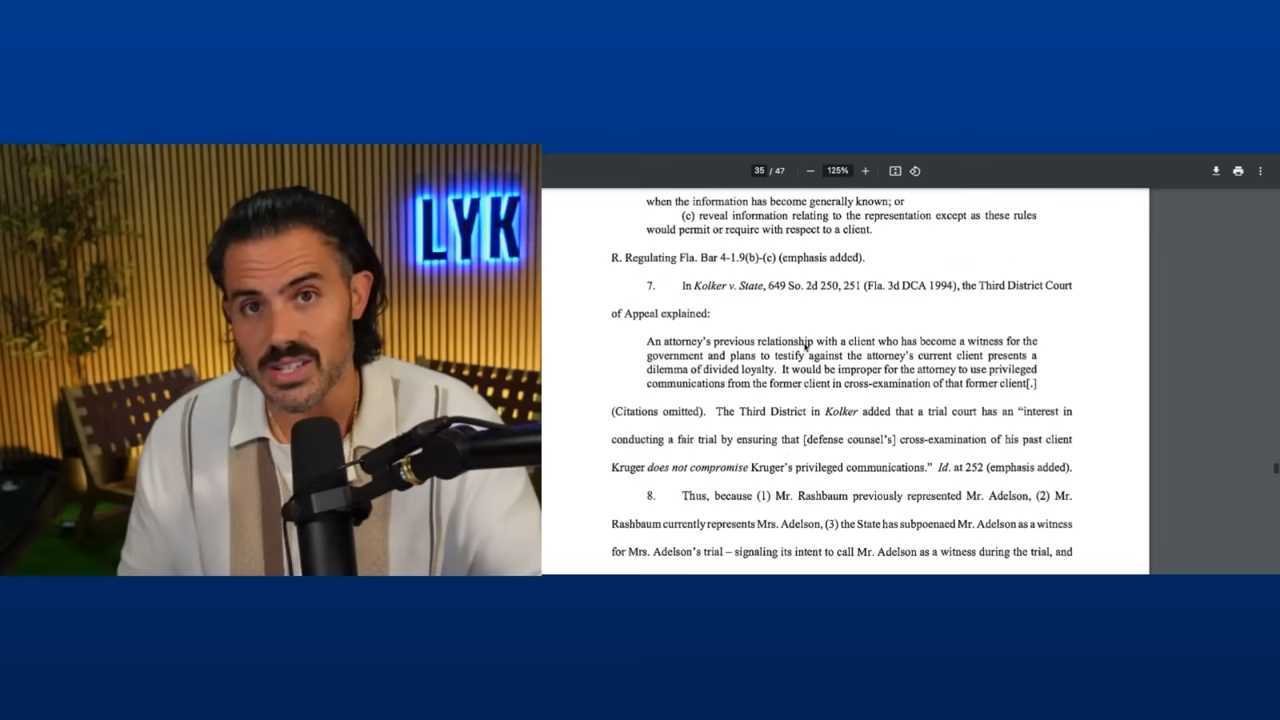 LYK
35 / 47
125%
when the information has become generally known; or
(c) reveal information relating to the representation except as these rules
would permit or require with respect to a client.
R. Regulating Fla. Bar 4-1.9(b)-(c) (emphasis added).
7. In Kolker v. State, 649 So. 2d 250, 251 (Fla. 3d DCA 1994), the Third District Court
of Appeal explained:
An attorney's previous relationship with a client who has become a witness for the
government and plans to testify against the attorney's current client presents a
dilemma of divided loyalty. It would be improper for the attorney to use privileged
communications from the former client in cross-examination of that former client[.]
(Citations omitted). The Third District in Kolker added that a trial court has an “interest in
conducting a fair trial by ensuring that [defense counsel’s] cross-examination of his past client
Kruger does not compromise Kruger’s privileged communications.” Id. at 252 (emphasis added).
8. Thus, because (1) Mr. Rashbaum previously represented Mr. Adelson, (2) Mr.
Rashbaum currently represents Mrs. Adelson, (3) the State has subpoenaed Mr. Adelson as a witness
for Mrs. Adelson’s trial – signaling its intent to call Mr. Adelson as a witness during the trial, and